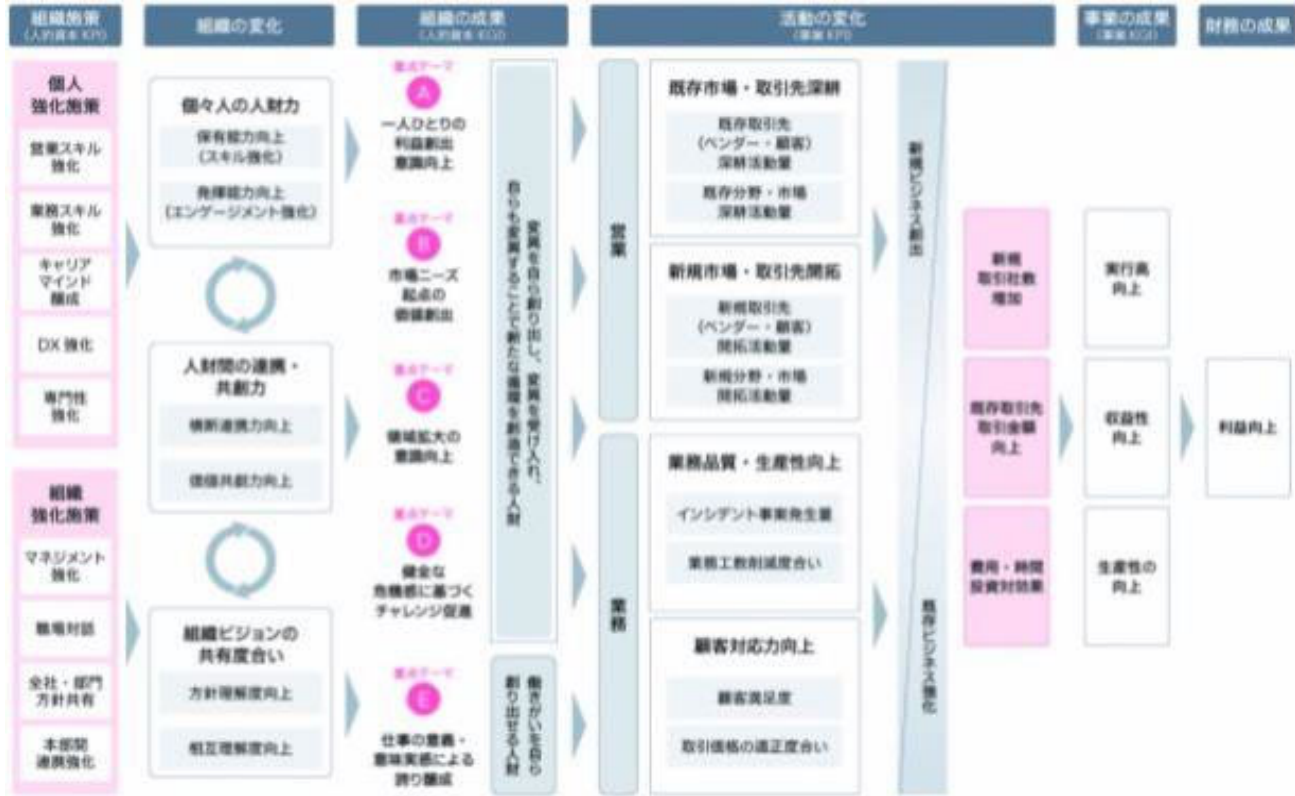 組織施策
(人的資本 KPI)
組織の変化
組織の成果
(人的資本 KGI)
活動の変化
(事業 KPI)
事業の成果
(事業 KGI)
財務の成果
個人
強化施策
営業スキル
強化
業務スキル
強化
キャリア
マインド
醸成
DX 強化
専門性
強化
組織
強化施策
マネジメント
強化
職場対話
全社・部門
方針共有
本部間
連携強化
個々人の人財力
保有能力向上
(スキル強化)
発揮能力向上
(エンゲージメント強化)
人財間の連携・
共創力
横断連携力向上
価値共創力向上
組織ビジョンの
共有度合い
方針理解度向上
相互理解度向上
重点テーマ
A
一人ひとりの
利益創出
意識向上
重点テーマ
B
市場ニーズ
起点の
価値創出
重点テーマ
C
領域拡大の
意識向上
重点テーマ
D
健全な
危機感に基づく
チャレンジ促進
重点テーマ
E
仕事の意義・
意味実感による
誇り醸成
変異を自ら創り出し、変異を受け入れ、
自らも変異することで新たな循環を創造できる人財
働きがいを自ら
創り出せる人財
営業
業務
既存市場・取引先深耕
既存取引先
(ベンダー・顧客)
深耕活動量
既存分野・市場
深耕活動量
新規市場・取引先開拓
新規取引先
(ベンダー・顧客)
開拓活動量
新規分野・市場
開拓活動量
業務品質・生産性向上
インシデント事案発生量
業務工数削減度合い
顧客対応力向上
顧客満足度
取引価格の適正度合い
新規ビジネス創出
既存ビジネス強化
新規
取引社数
増加
既存取引先
取引金額
向上
費用・時間
投資対効果
実行高
向上
収益性
向上
生産性の
向上
利益向上